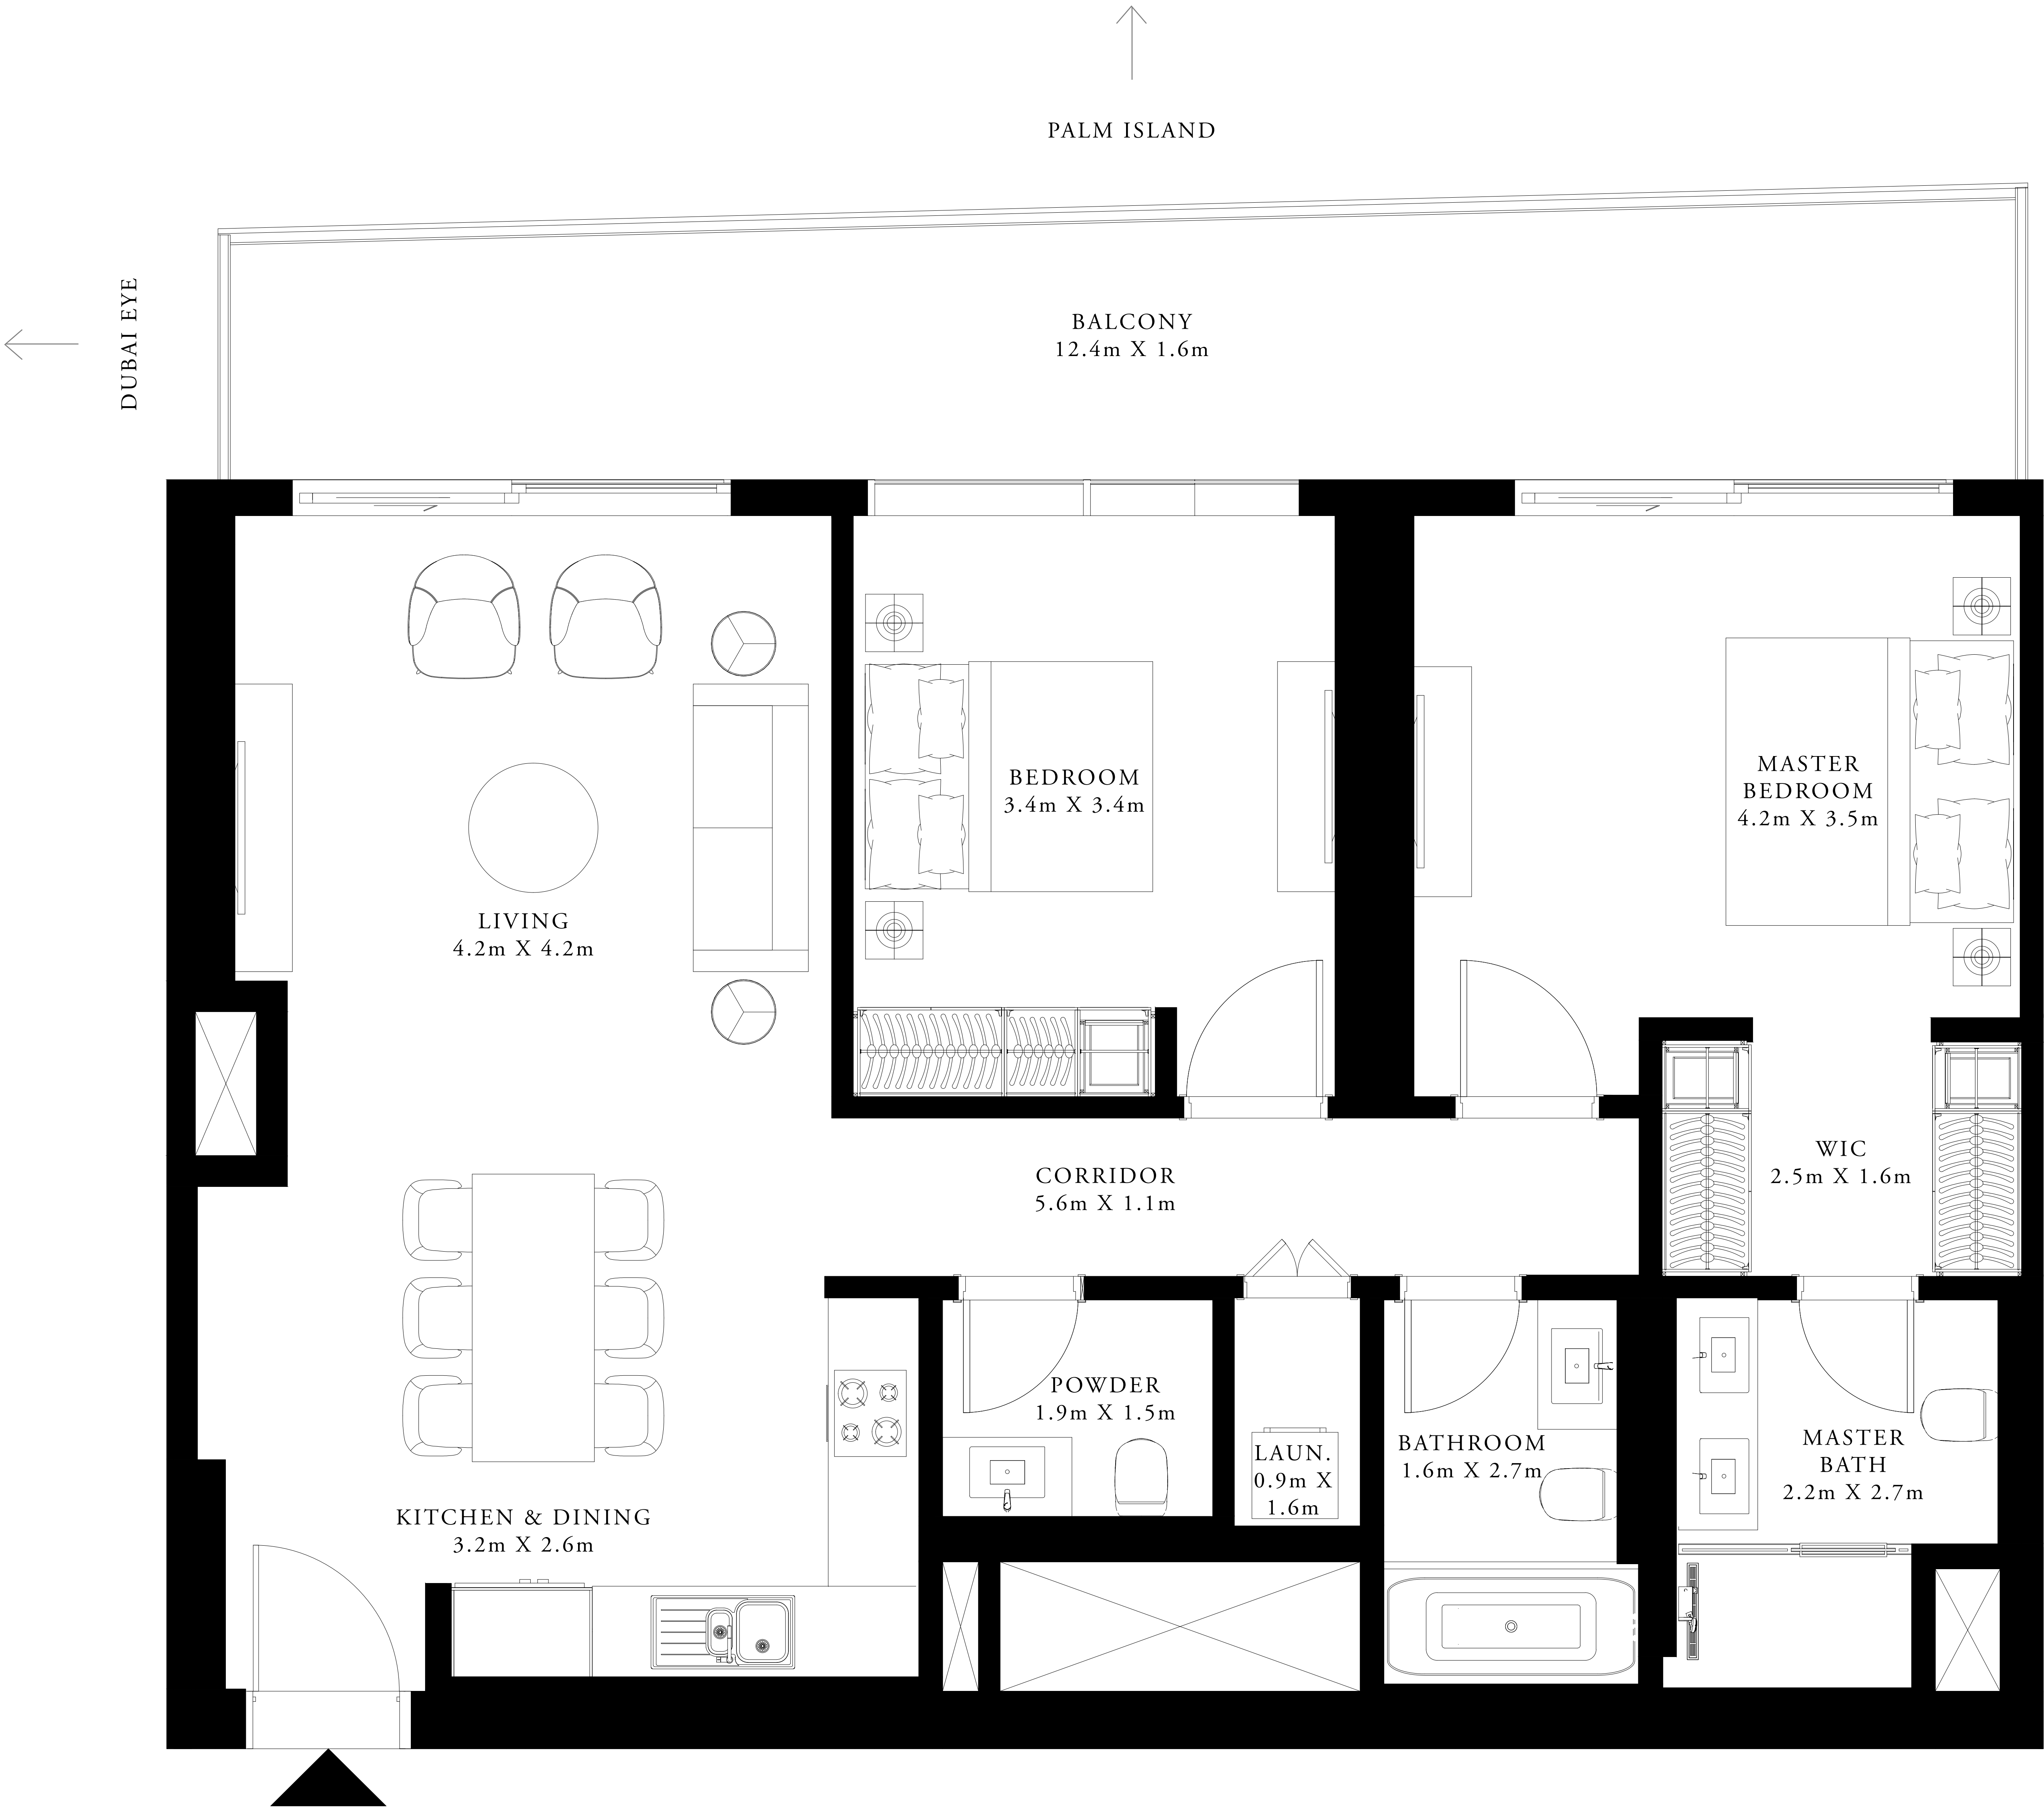 PALM ISLAND
DUBAI EYE
BALCONY
12.4m X 1.6m
BEDROOM
3.4m X 3.4m
MASTER
BEDROOM
4.2m X 3.5m
LIVING
4.2m X 4.2m
CORRIDOR
5.6m X 1.1m
WIC
2.5m X 1.6m
POWDER
1.9m X 1.5m
LAUN.
0.9m X
1.6m
BATHROOM
1.6m X 2.7m
MASTER
BATH
2.2m X 2.7m
KITCHEN & DINING
3.2m X 2.6m